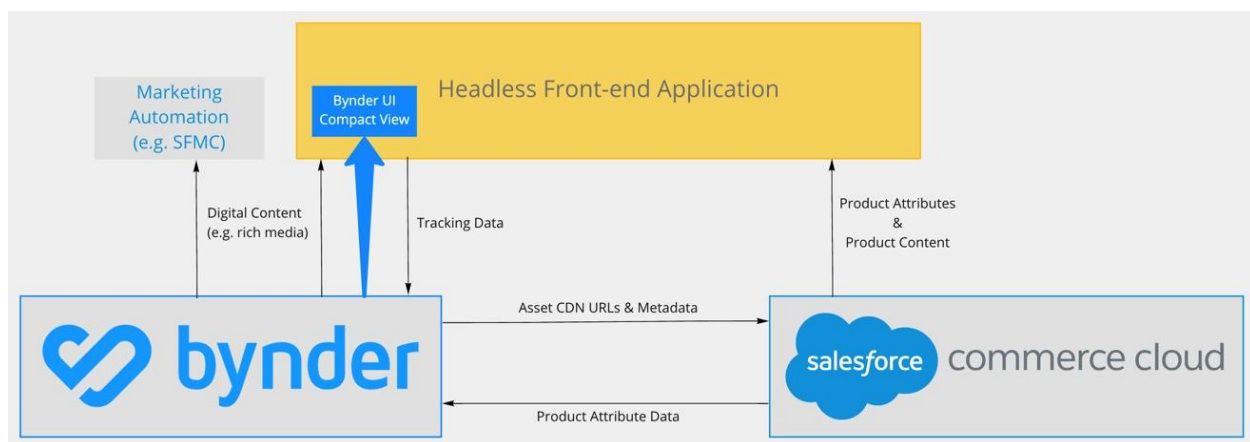 Headless Front-end Application
Marketing
Automation
(e.g. SFMC)
Bynder UI
Compact View
Digital Content
(e.g. rich media)
Tracking Data
Product Attributes
&
Product Content
Asset CDN URLs & Metadata
bynder
salesforce commerce cloud
Product Attribute Data